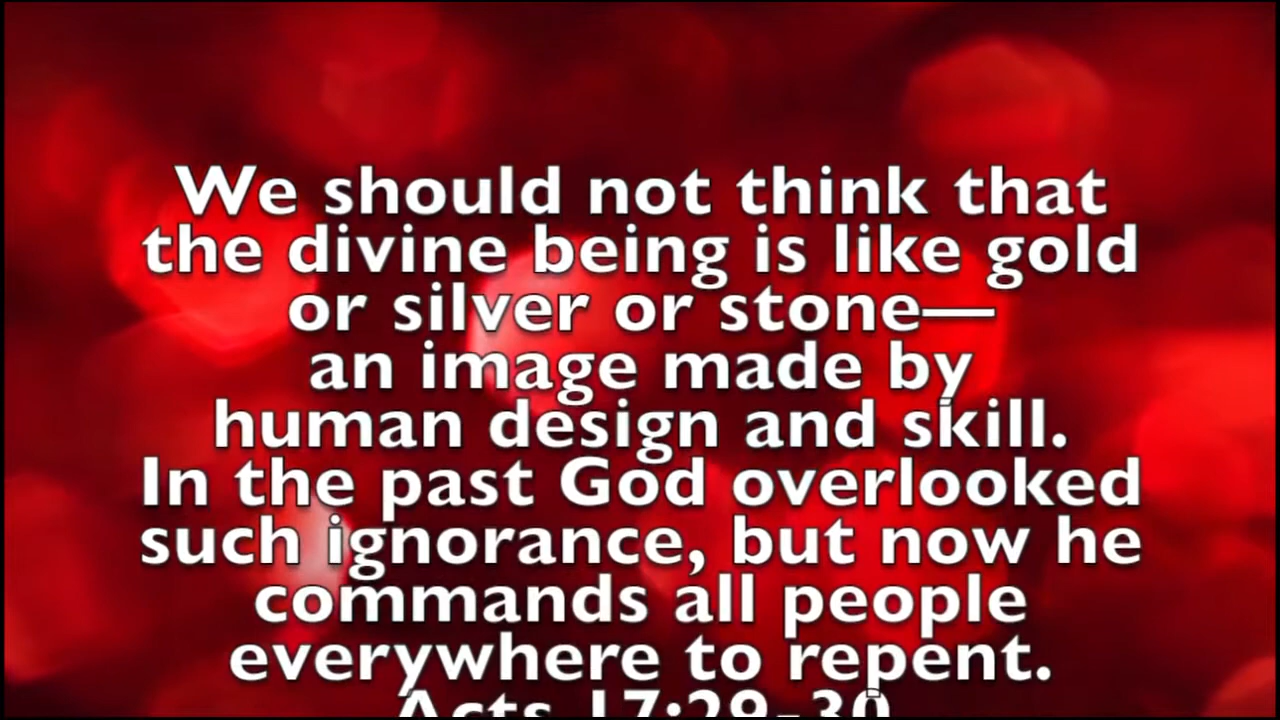 We should not think that
the divine being is like gold
or silver or stone—
an image made by
human design and skill.
In the past God overlooked
such ignorance, but now he
commands all people
everywhere to repent.
Acts 17:29-30